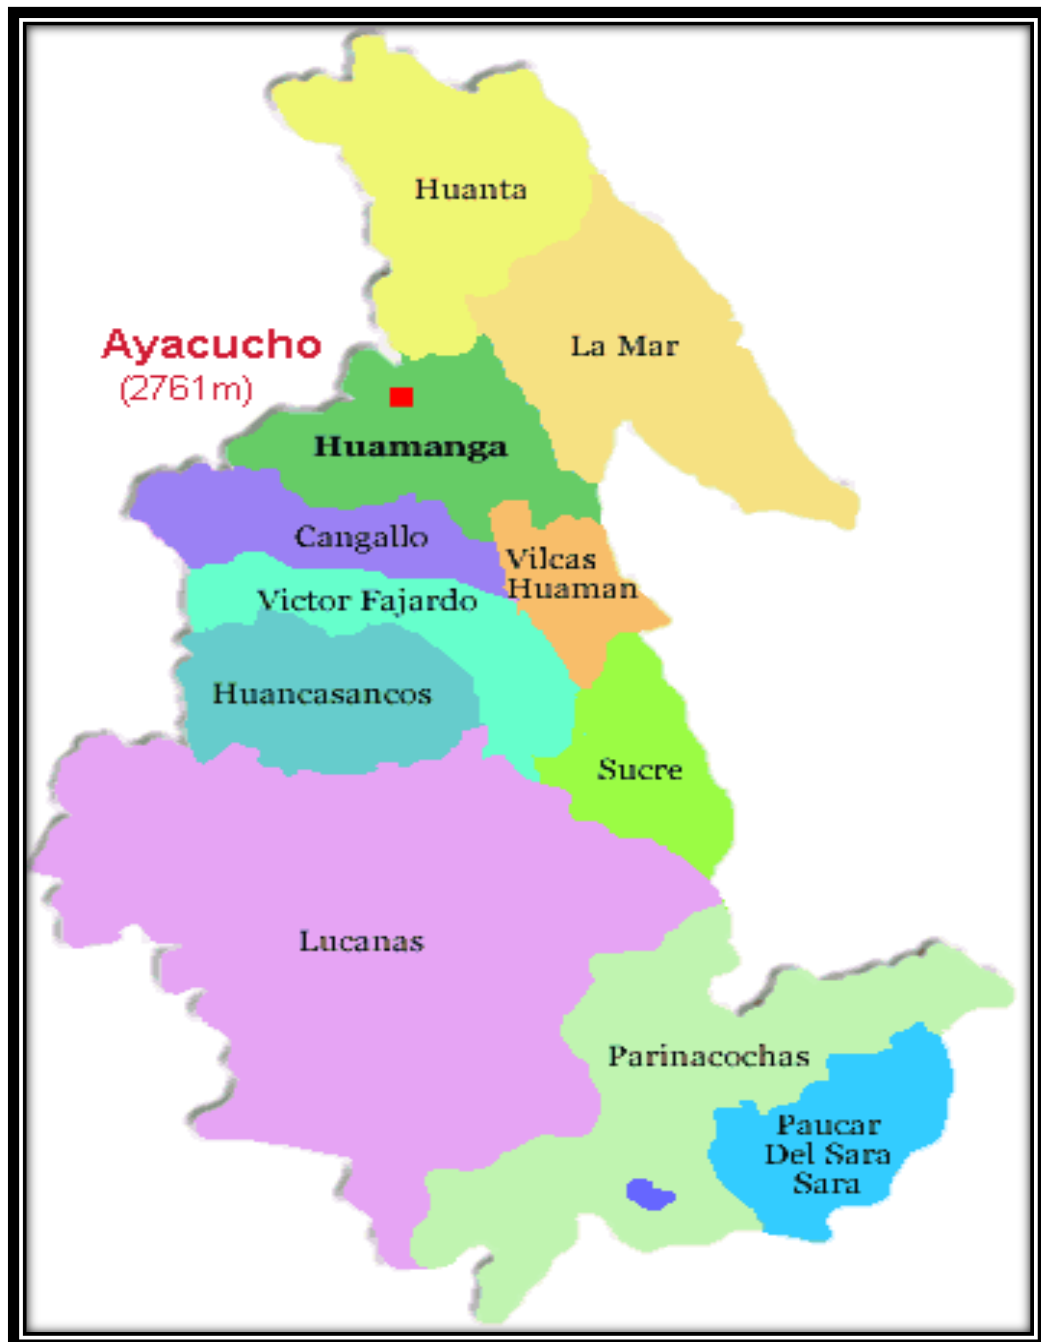 Huanta
La Mar
Ayacucho
(2761m)
Huamanga
Cangallo
Vilcas
Huaman
Victor Fajardo
Huancasancos
Sucre
Lucanas
Parinacochas
Paucar
Del Sara
Sara